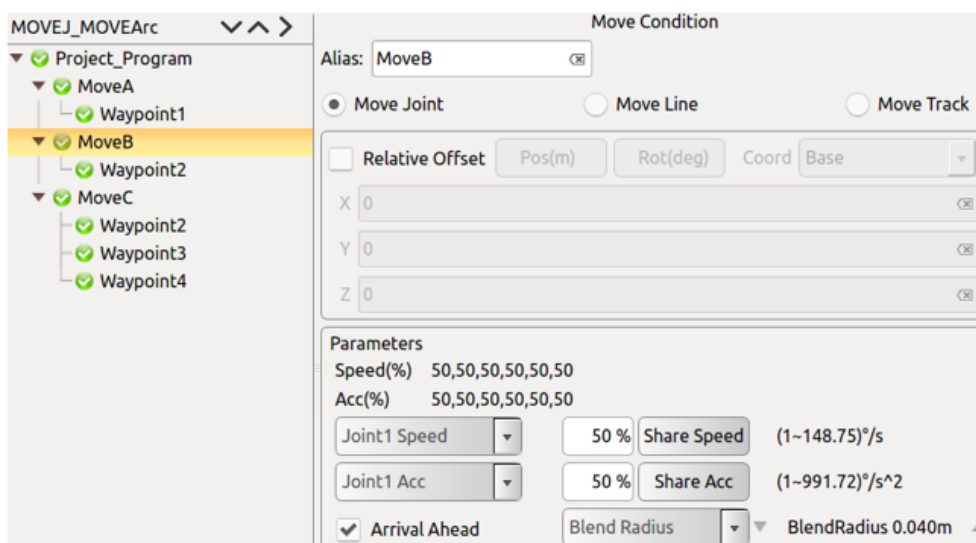 MOVEJ_MOVEArc
Project_Program
MoveA
Waypoint1
MoveB
Waypoint2
MoveC
Waypoint2
Waypoint3
Waypoint4
Move Condition
Alias: MoveB
Move Joint Move Line Move Track
Relative Offset Pos(m) Rot(deg) Coord Base
X 0
Y 0
Z 0
Parameters
Speed(%) 50,50,50,50,50,50
Acc(%) 50,50,50,50,50,50
Joint1 Speed 50 % Share Speed (1~148.75)°/s
Joint1 Acc 50 % Share Acc (1~991.72)°/s^2
Arrival Ahead Blend Radius BlendRadius 0.040m